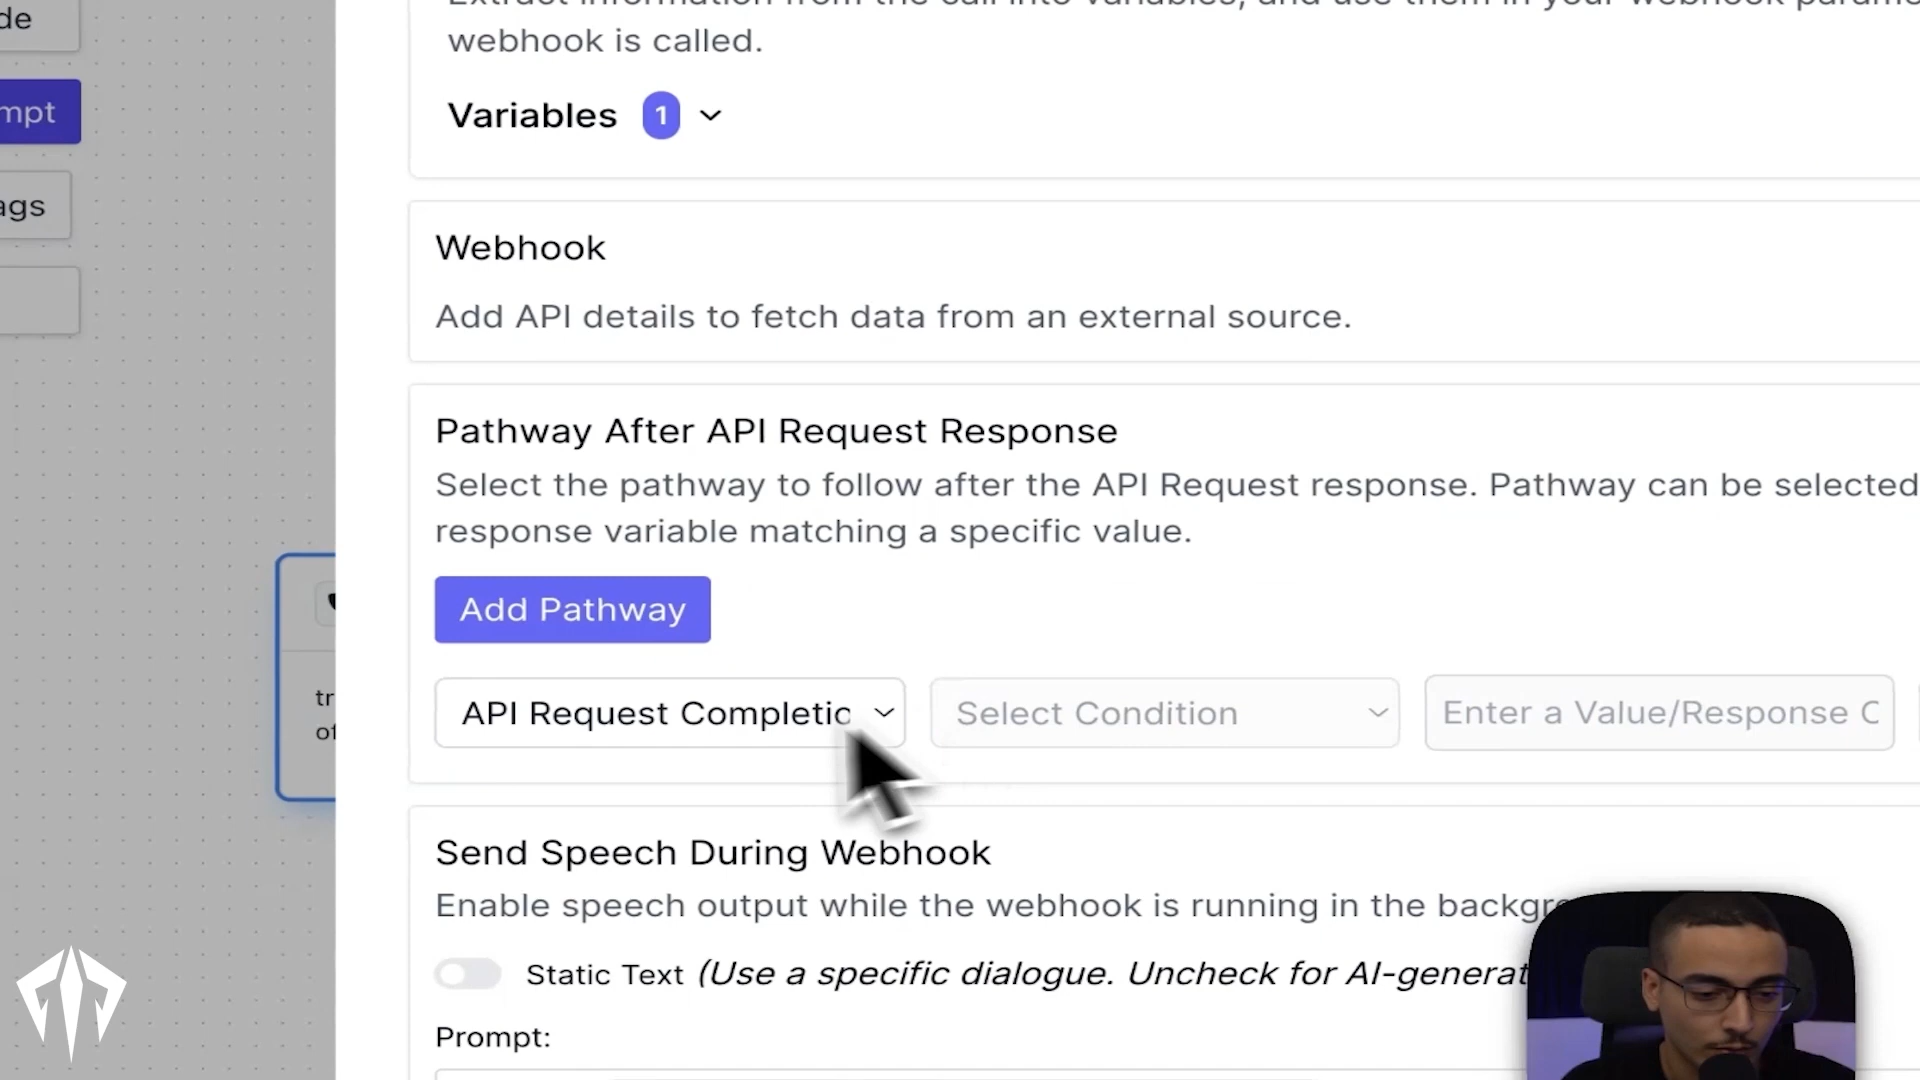 webhook is called.
Variables 1
Webhook
Add API details to fetch data from an external source.
Pathway After API Request Response
Select the pathway to follow after the API Request response. Pathway can be selected
response variable matching a specific value.
Add Pathway
API Request Completio
Select Condition
Enter a Value/Response C
Send Speech During Webhook
Enable speech output while the webhook is running in the backgr
Static Text (Use a specific dialogue. Uncheck for AI-generat
Prompt:
de
mpt
ags
tr
of